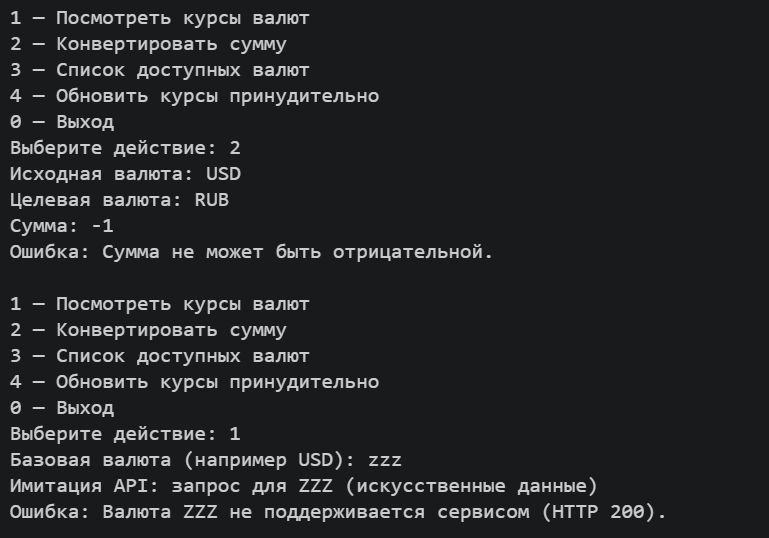 1 — Посмотреть курсы валют
2 — Конвертировать сумму
3 — Список доступных валют
4 — Обновить курсы принудительно
0 — Выход
Выберите действие: 2
Исходная валюта: USD
Целевая валюта: RUB
Сумма: -1
Ошибка: Сумма не может быть отрицательной.
1 — Посмотреть курсы валют
2 — Конвертировать сумму
3 — Список доступных валют
4 — Обновить курсы принудительно
0 — Выход
Выберите действие: 1
Базовая валюта (например USD): zzz
Имитация API: запрос для ZZZ (искусственные данные)
Ошибка: Валюта ZZZ не поддерживается сервисом (HTTP 200).